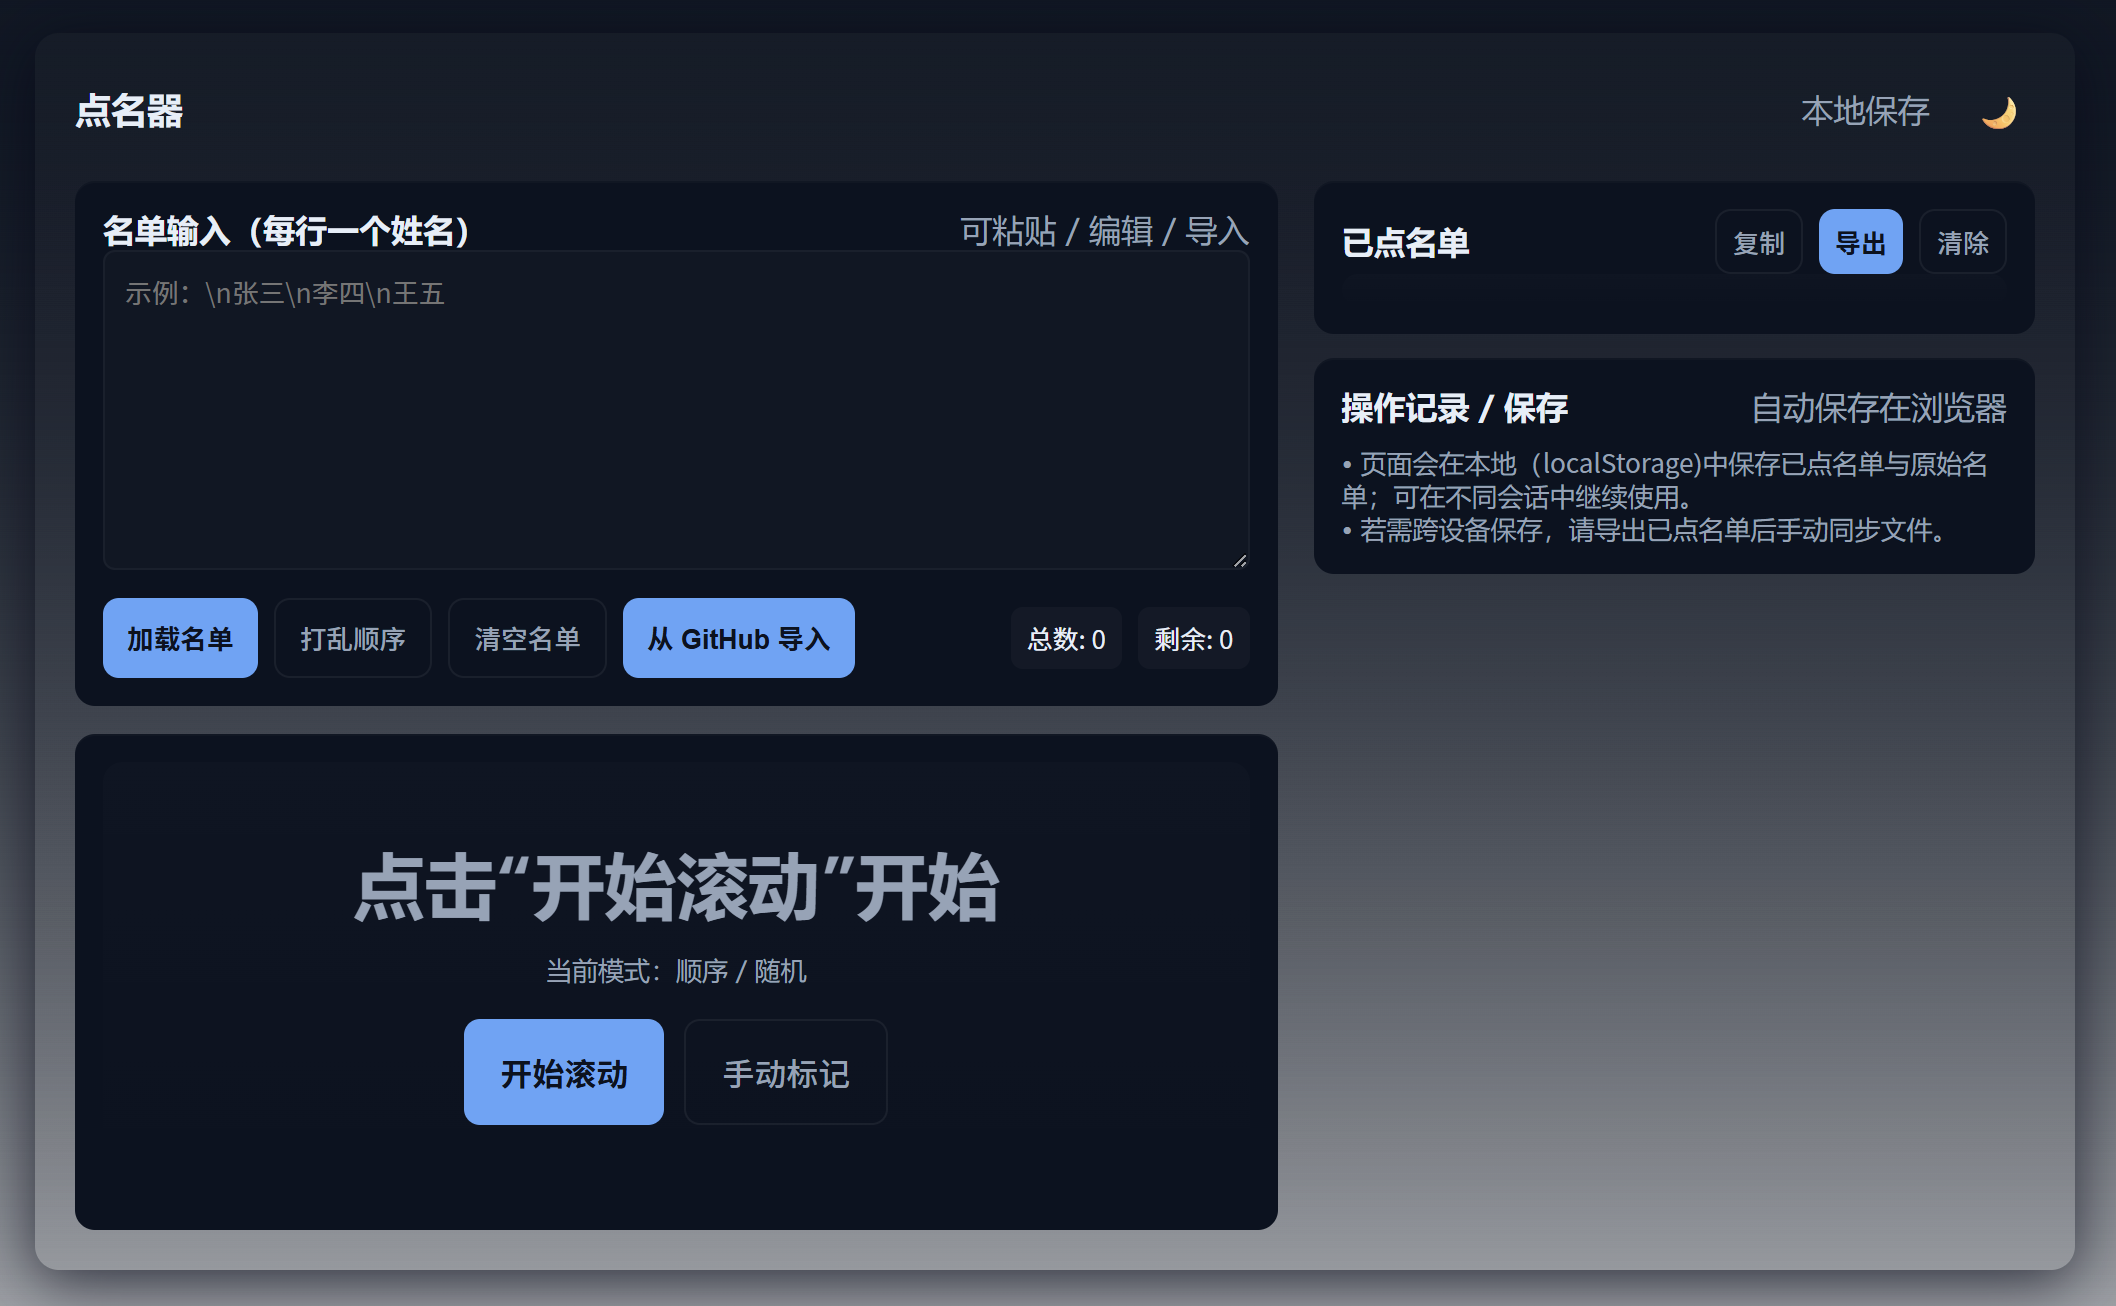 点名器
本地保存
名单输入（每行一个姓名）
可粘贴 / 编辑 / 导入
示例：\n张三\n李四\n王五
加载名单
打乱顺序
清空名单
从 GitHub 导入
总数: 0
剩余: 0
点击“开始滚动”开始
当前模式：顺序 / 随机
开始滚动
手动标记
已点名单
复制
导出
清除
操作记录 / 保存
自动保存在浏览器
• 页面会在本地（localStorage)中保存已点名单与原始名
单；可在不同会话中继续使用。
• 若需跨设备保存，请导出已点名单后手动同步文件。